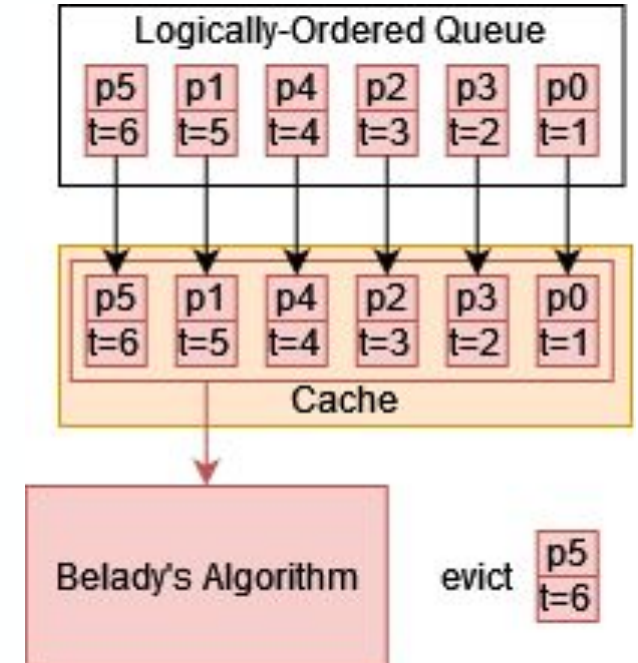 Logically-Ordered Queue
p5 p1 p4 p2 p3 p0
t=6 t=5 t=4 t=3 t=2 t=1
p5 p1 p4 p2 p3 p0
t=6 t=5 t=4 t=3 t=2 t=1
Cache
Belady's Algorithm
evict
p5
t=6